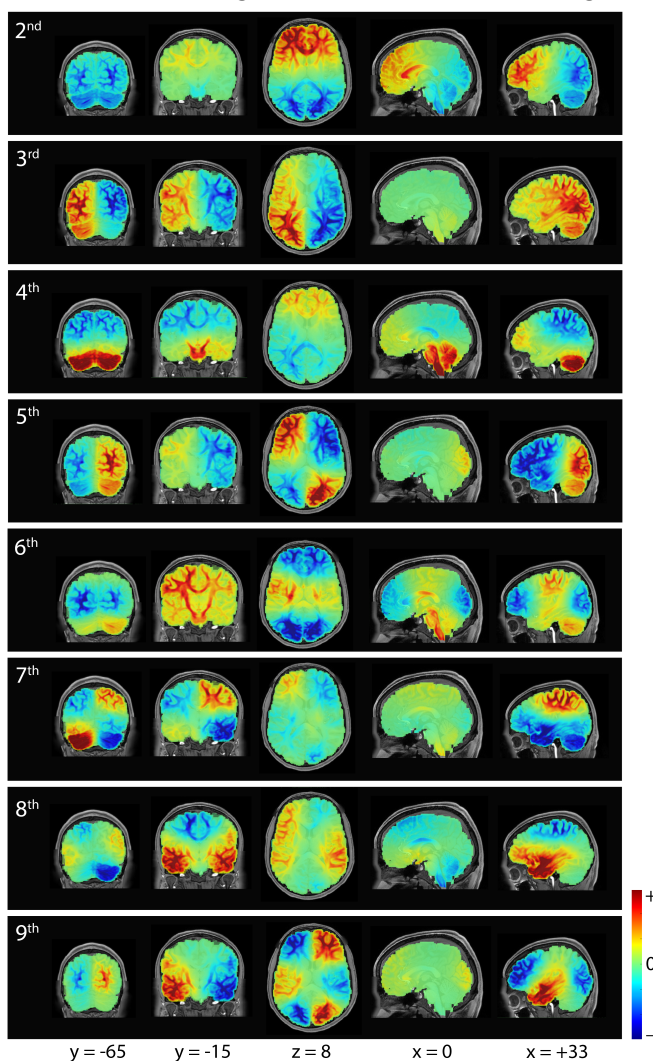 2nd
3rd
4th
5th
6th
7th
8th
9th
+
0
–
y = -65 y = -15 z = 8 x = 0 x = +33